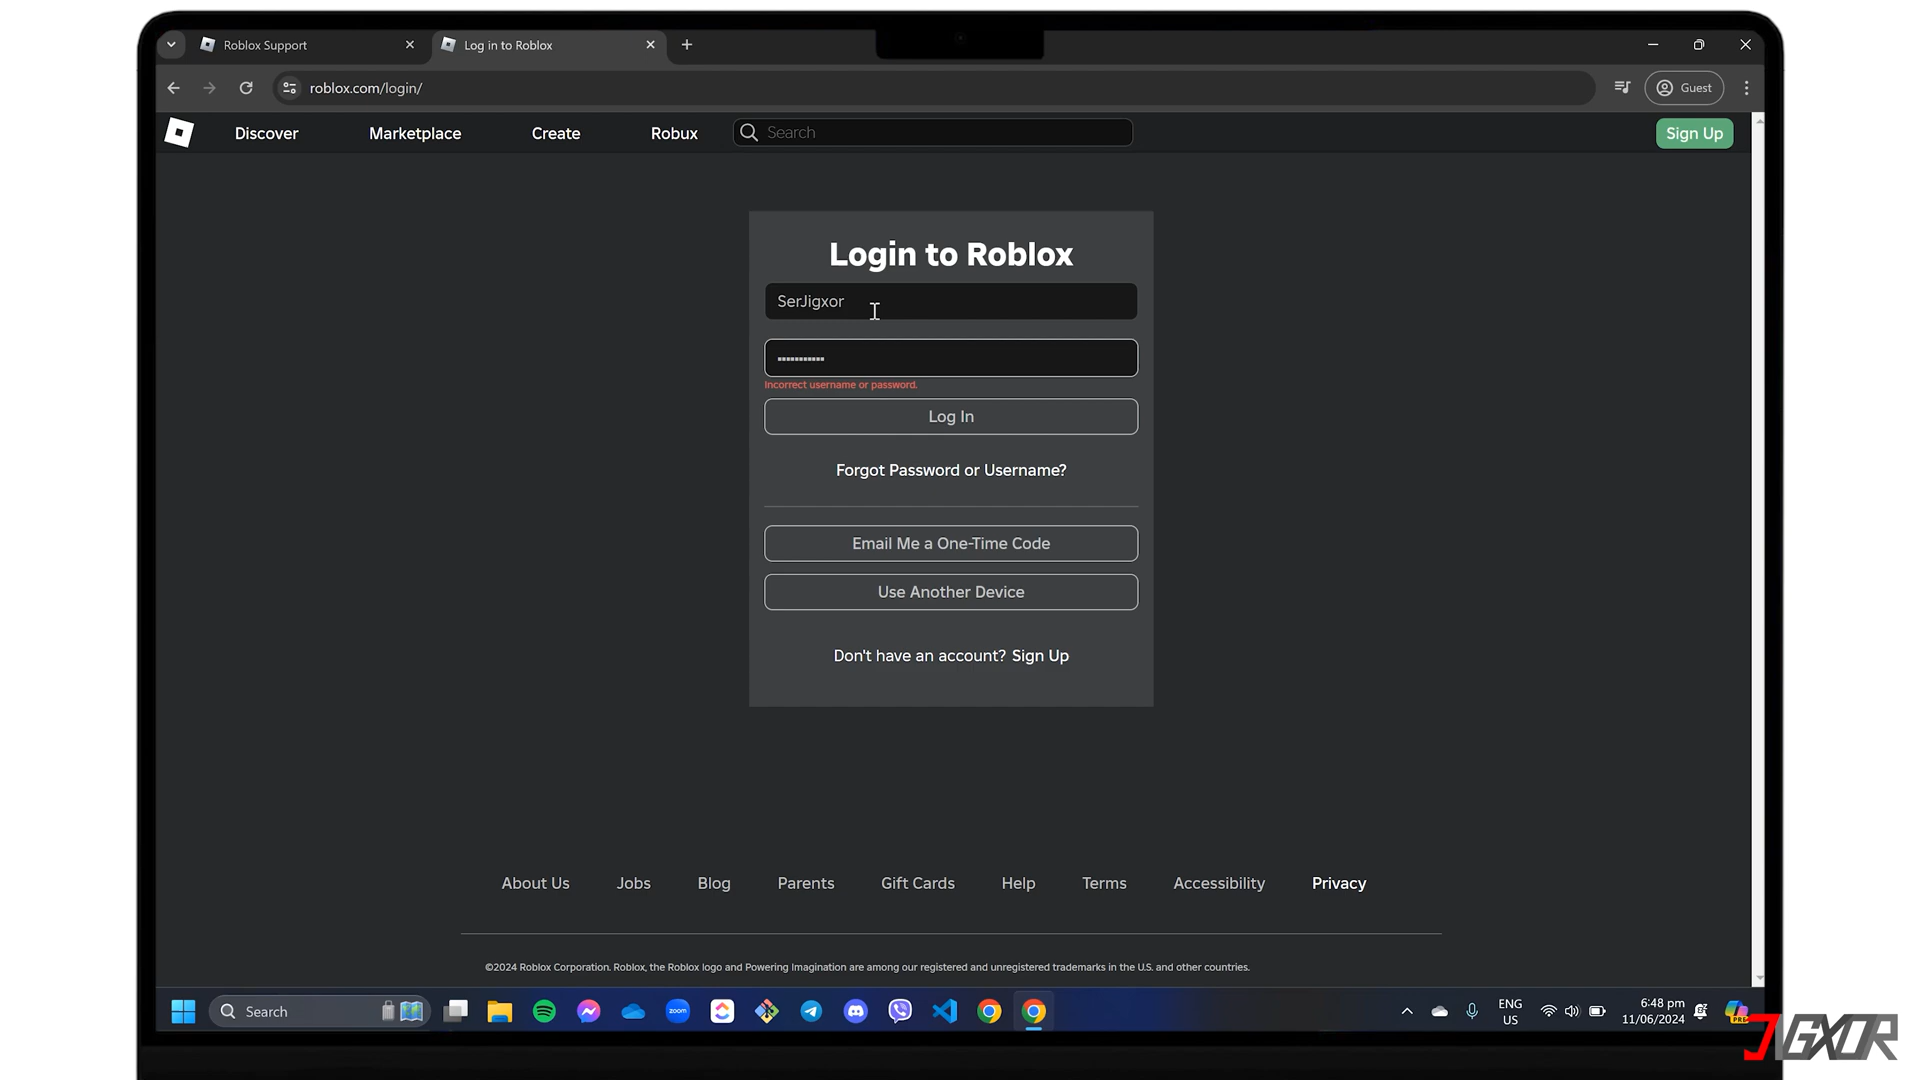 Roblox Support
Log in to Roblox
roblox.com/login/
Guest
Discover Marketplace Create Robux Search Sign Up
Login to Roblox
SerJigxor
Incorrect username or password.
Log In
Forgot Password or Username?
Email Me a One-Time Code
Use Another Device
Don't have an account? Sign Up
About Us Jobs Blog Parents Gift Cards Help Terms Accessibility Privacy
©2024 Roblox Corporation. Roblox, the Roblox logo and Powering Imagination are among our registered and unregistered trademarks in the U.S. and other countries.
Search
zoom
ENG
US
6:48 pm
11/06/2024
PRE
JIGXOR